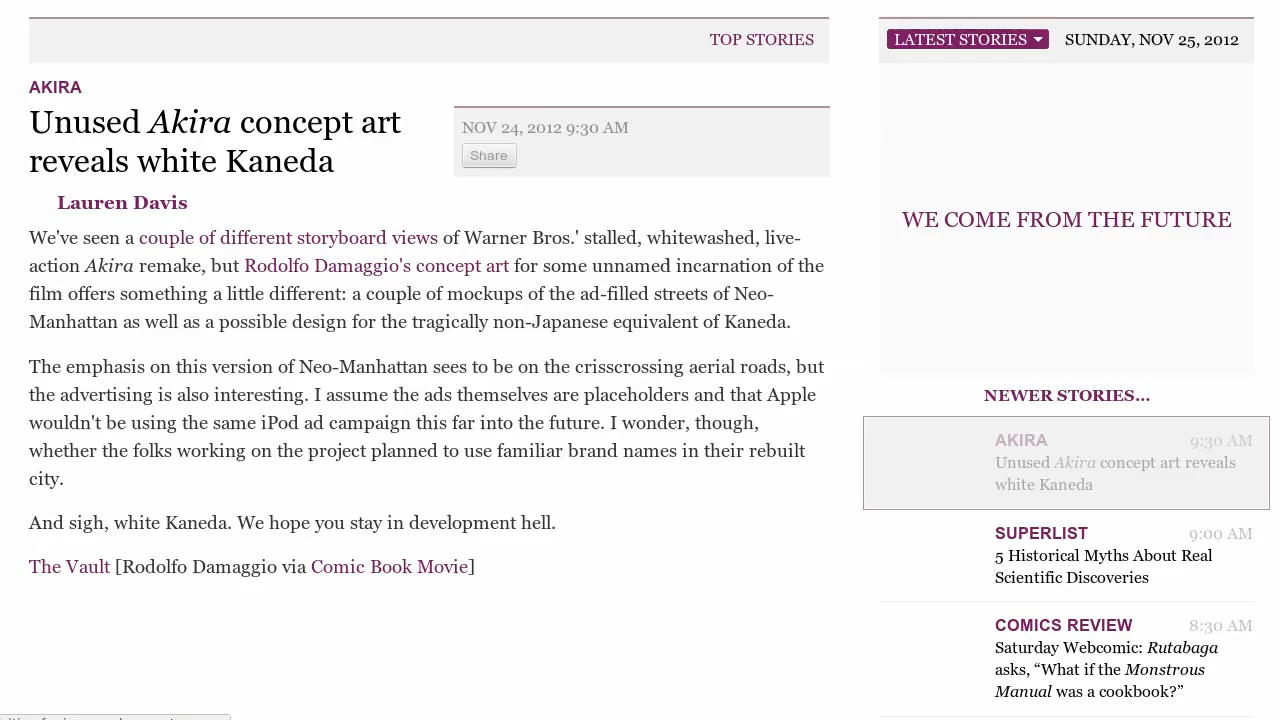 TOP STORIES
AKIRA
Unused Akira concept art
reveals white Kaneda
NOV 24, 2012 9:30 AM
Share
Lauren Davis
We've seen a couple of different storyboard views of Warner Bros.' stalled, whitewashed, live-
action Akira remake, but Rodolfo Damaggio's concept art for some unnamed incarnation of the
film offers something a little different: a couple of mockups of the ad-filled streets of Neo-
Manhattan as well as a possible design for the tragically non-Japanese equivalent of Kaneda.
The emphasis on this version of Neo-Manhattan sees to be on the crisscrossing aerial roads, but
the advertising is also interesting. I assume the ads themselves are placeholders and that Apple
wouldn't be using the same iPod ad campaign this far into the future. I wonder, though,
whether the folks working on the project planned to use familiar brand names in their rebuilt
city.
And sigh, white Kaneda. We hope you stay in development hell.
The Vault [Rodolfo Damaggio via Comic Book Movie]
LATEST STORIES
SUNDAY, NOV 25, 2012
WE COME FROM THE FUTURE
NEWER STORIES...
AKIRA 9:30 AM
Unused Akira concept art reveals
white Kaneda
SUPERLIST 9:00 AM
5 Historical Myths About Real
Scientific Discoveries
COMICS REVIEW 8:30 AM
Saturday Webcomic: Rutabaga
asks, “What if the Monstrous
Manual was a cookbook?”